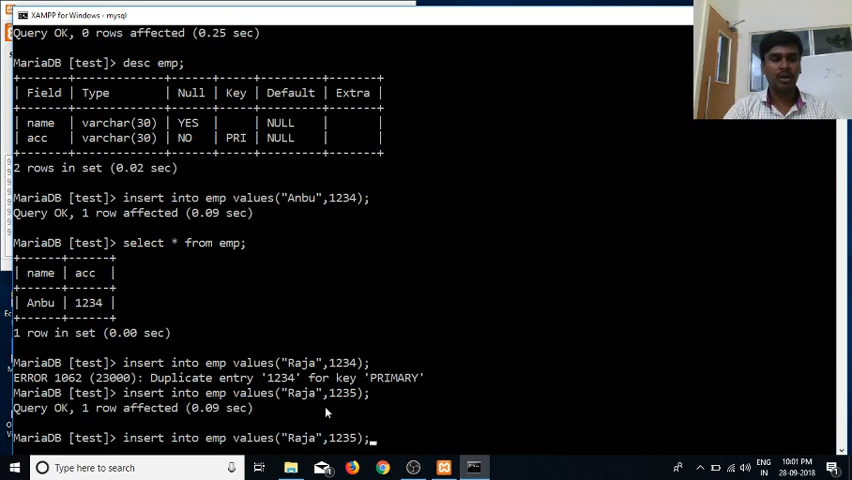 XAMPP for Windows - mysql
Query OK, 0 rows affected (0.25 sec)
MariaDB [test]> desc emp;
+-------+-------------+------+-----+---------+-------+
| Field | Type | Null | Key | Default | Extra |
+-------+-------------+------+-----+---------+-------+
| name | varchar(30) | YES | | NULL | |
| acc | varchar(30) | NO | PRI | NULL | |
+-------+-------------+------+-----+---------+-------+
2 rows in set (0.02 sec)
MariaDB [test]> insert into emp values("Anbu",1234);
Query OK, 1 row affected (0.09 sec)
MariaDB [test]> select * from emp;
+------+------+
| name | acc |
+------+------+
| Anbu | 1234 |
+------+------+
1 row in set (0.00 sec)
MariaDB [test]> insert into emp values("Raja",1234);
ERROR 1062 (23000): Duplicate entry '1234' for key 'PRIMARY'
MariaDB [test]> insert into emp values("Raja",1235);
Query OK, 1 row affected (0.09 sec)
MariaDB [test]> insert into emp values("Raja",1235);
Type here to search
ENG
IN
10:01 PM
28-09-2018